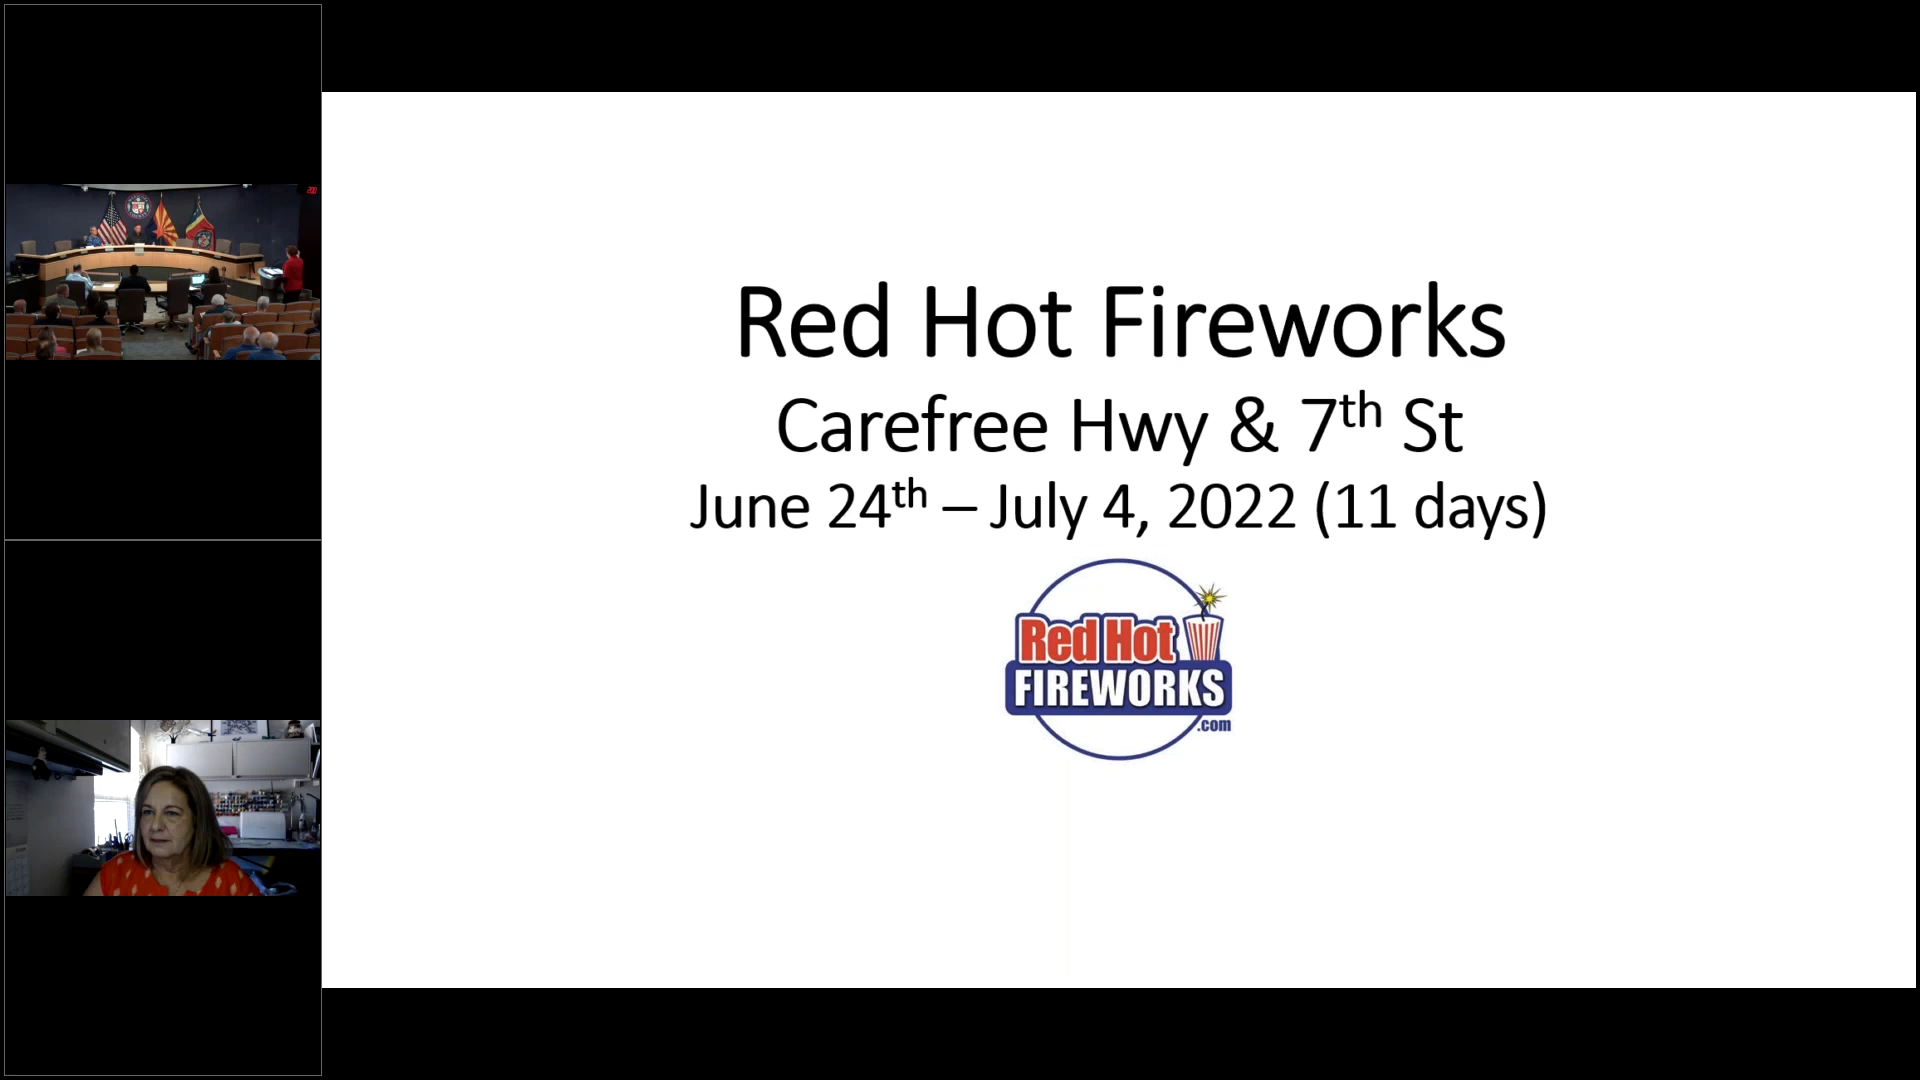 Red Hot Fireworks
Carefree Hwy & 7th St
June 24th – July 4, 2022 (11 days)
Red Hot
FIREWORKS
.com